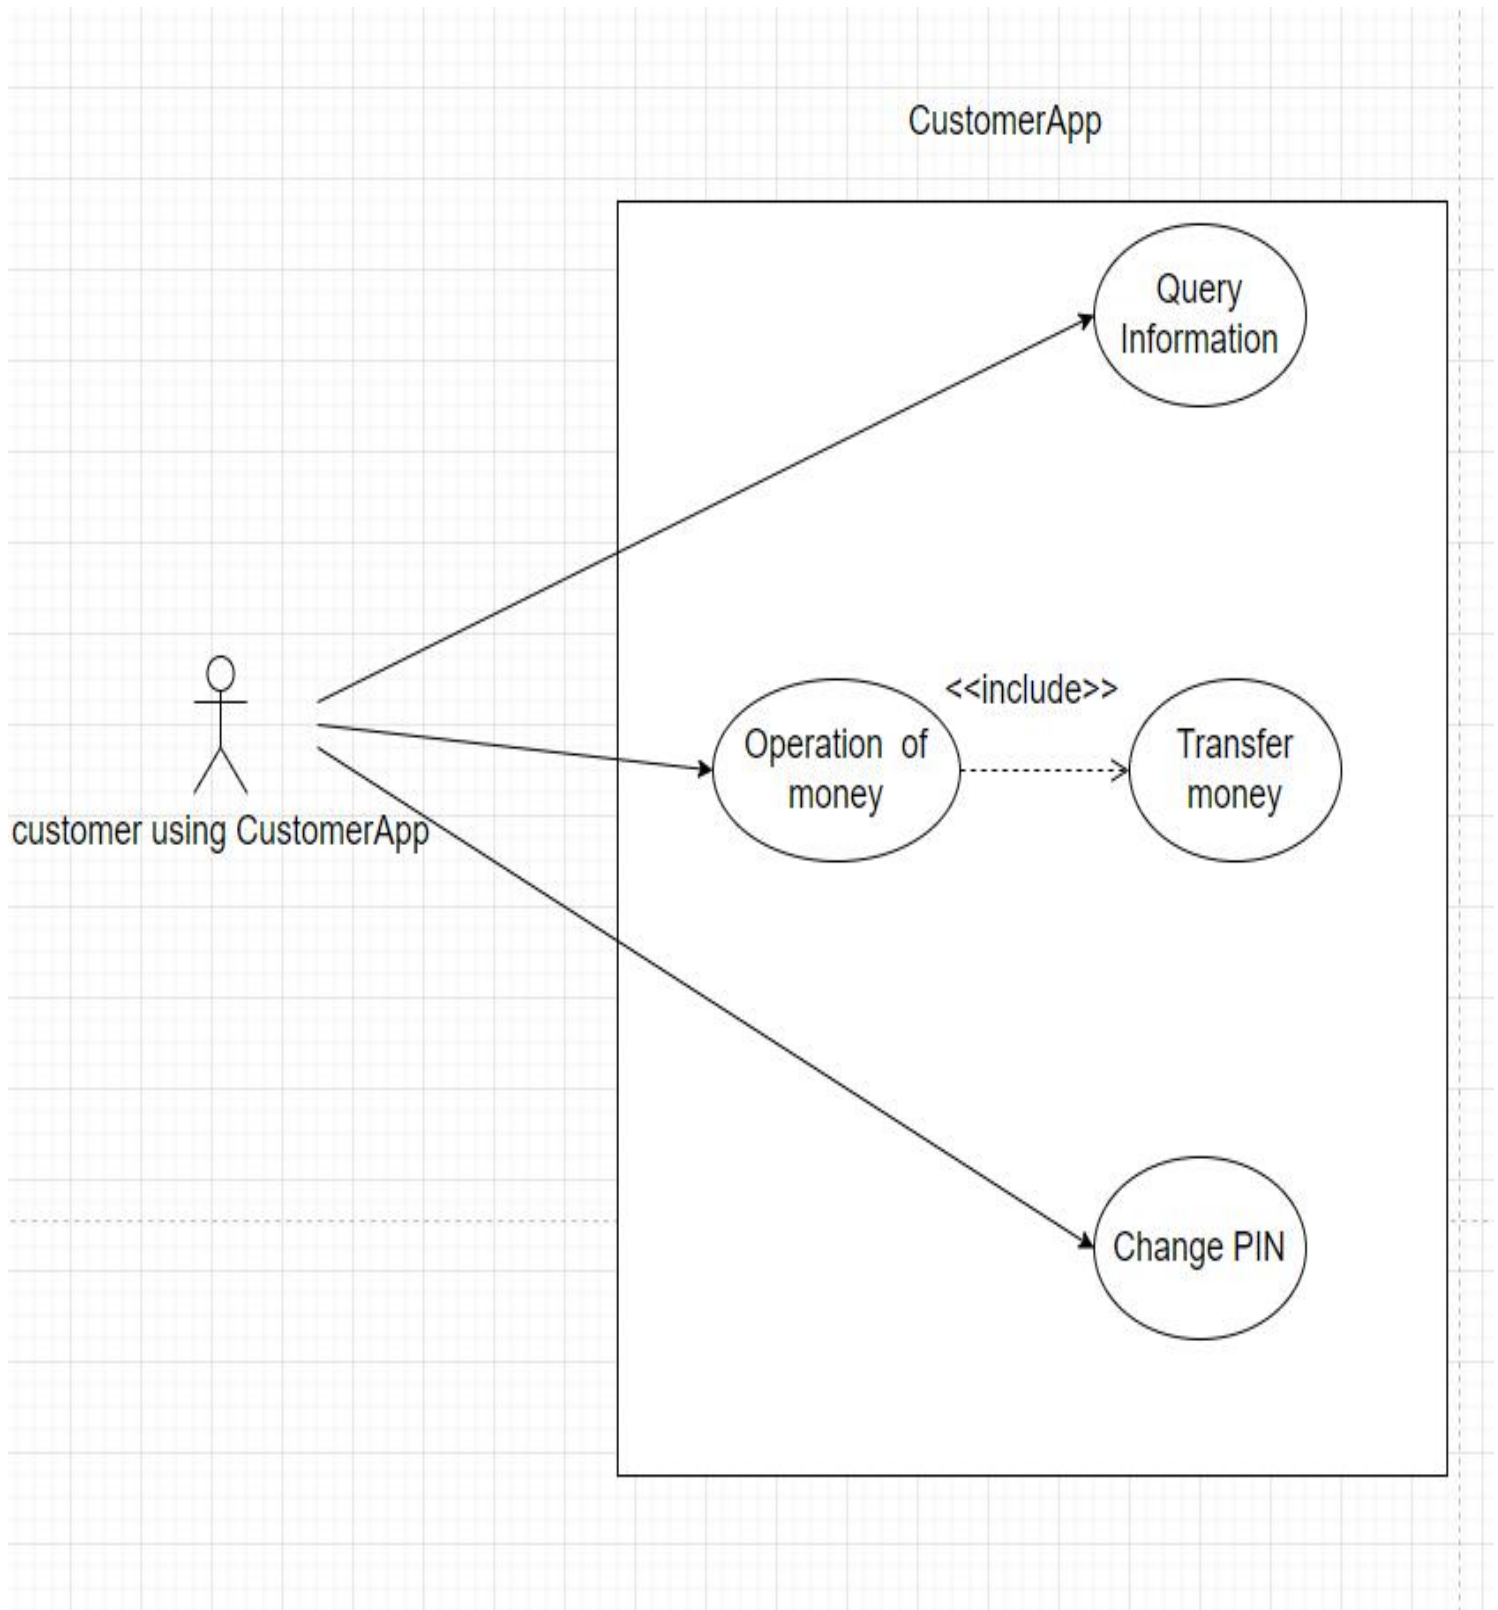 CustomerApp
Query
Information
<<include>>
Operation  of
money
Transfer
money
customer using CustomerApp
Change PIN